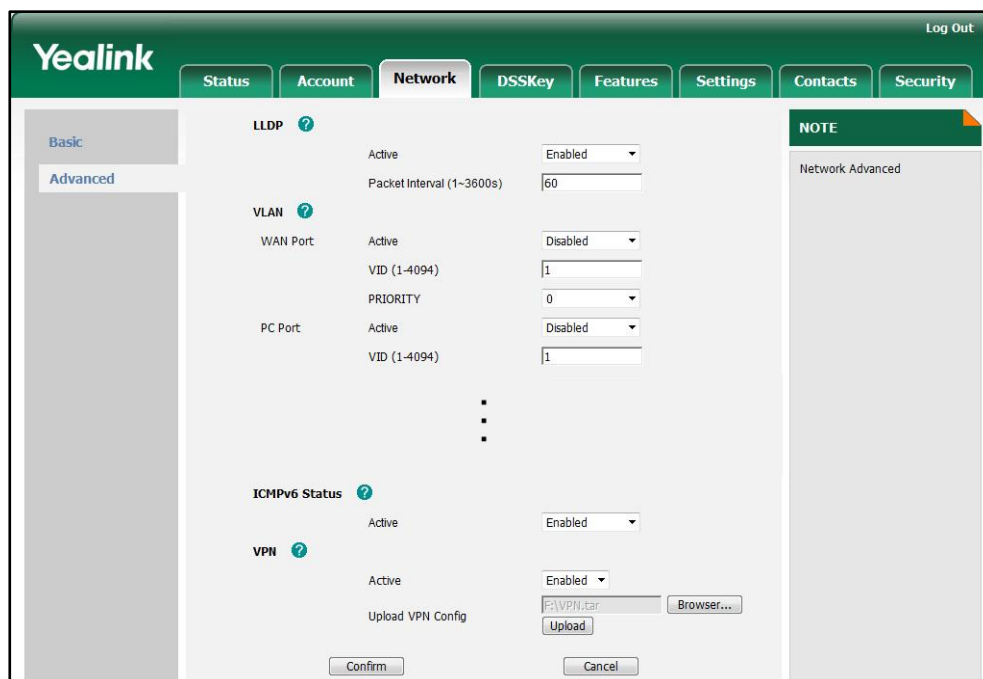 Log Out
Yealink
Status Account Network DSSKey Features Settings Contacts Security
Basic
Advanced
LLDP ?
Active Enabled
Packet Interval (1~3600s) 60
VLAN ?
WAN Port Active Disabled
VID (1-4094) 1
PRIORITY 0
PC Port Active Disabled
VID (1-4094) 1
ICMPv6 Status ?
Active Enabled
VPN ?
Active Enabled
Upload VPN Config F:\VPN.tar Browser...
Upload
Confirm Cancel
NOTE
Network Advanced